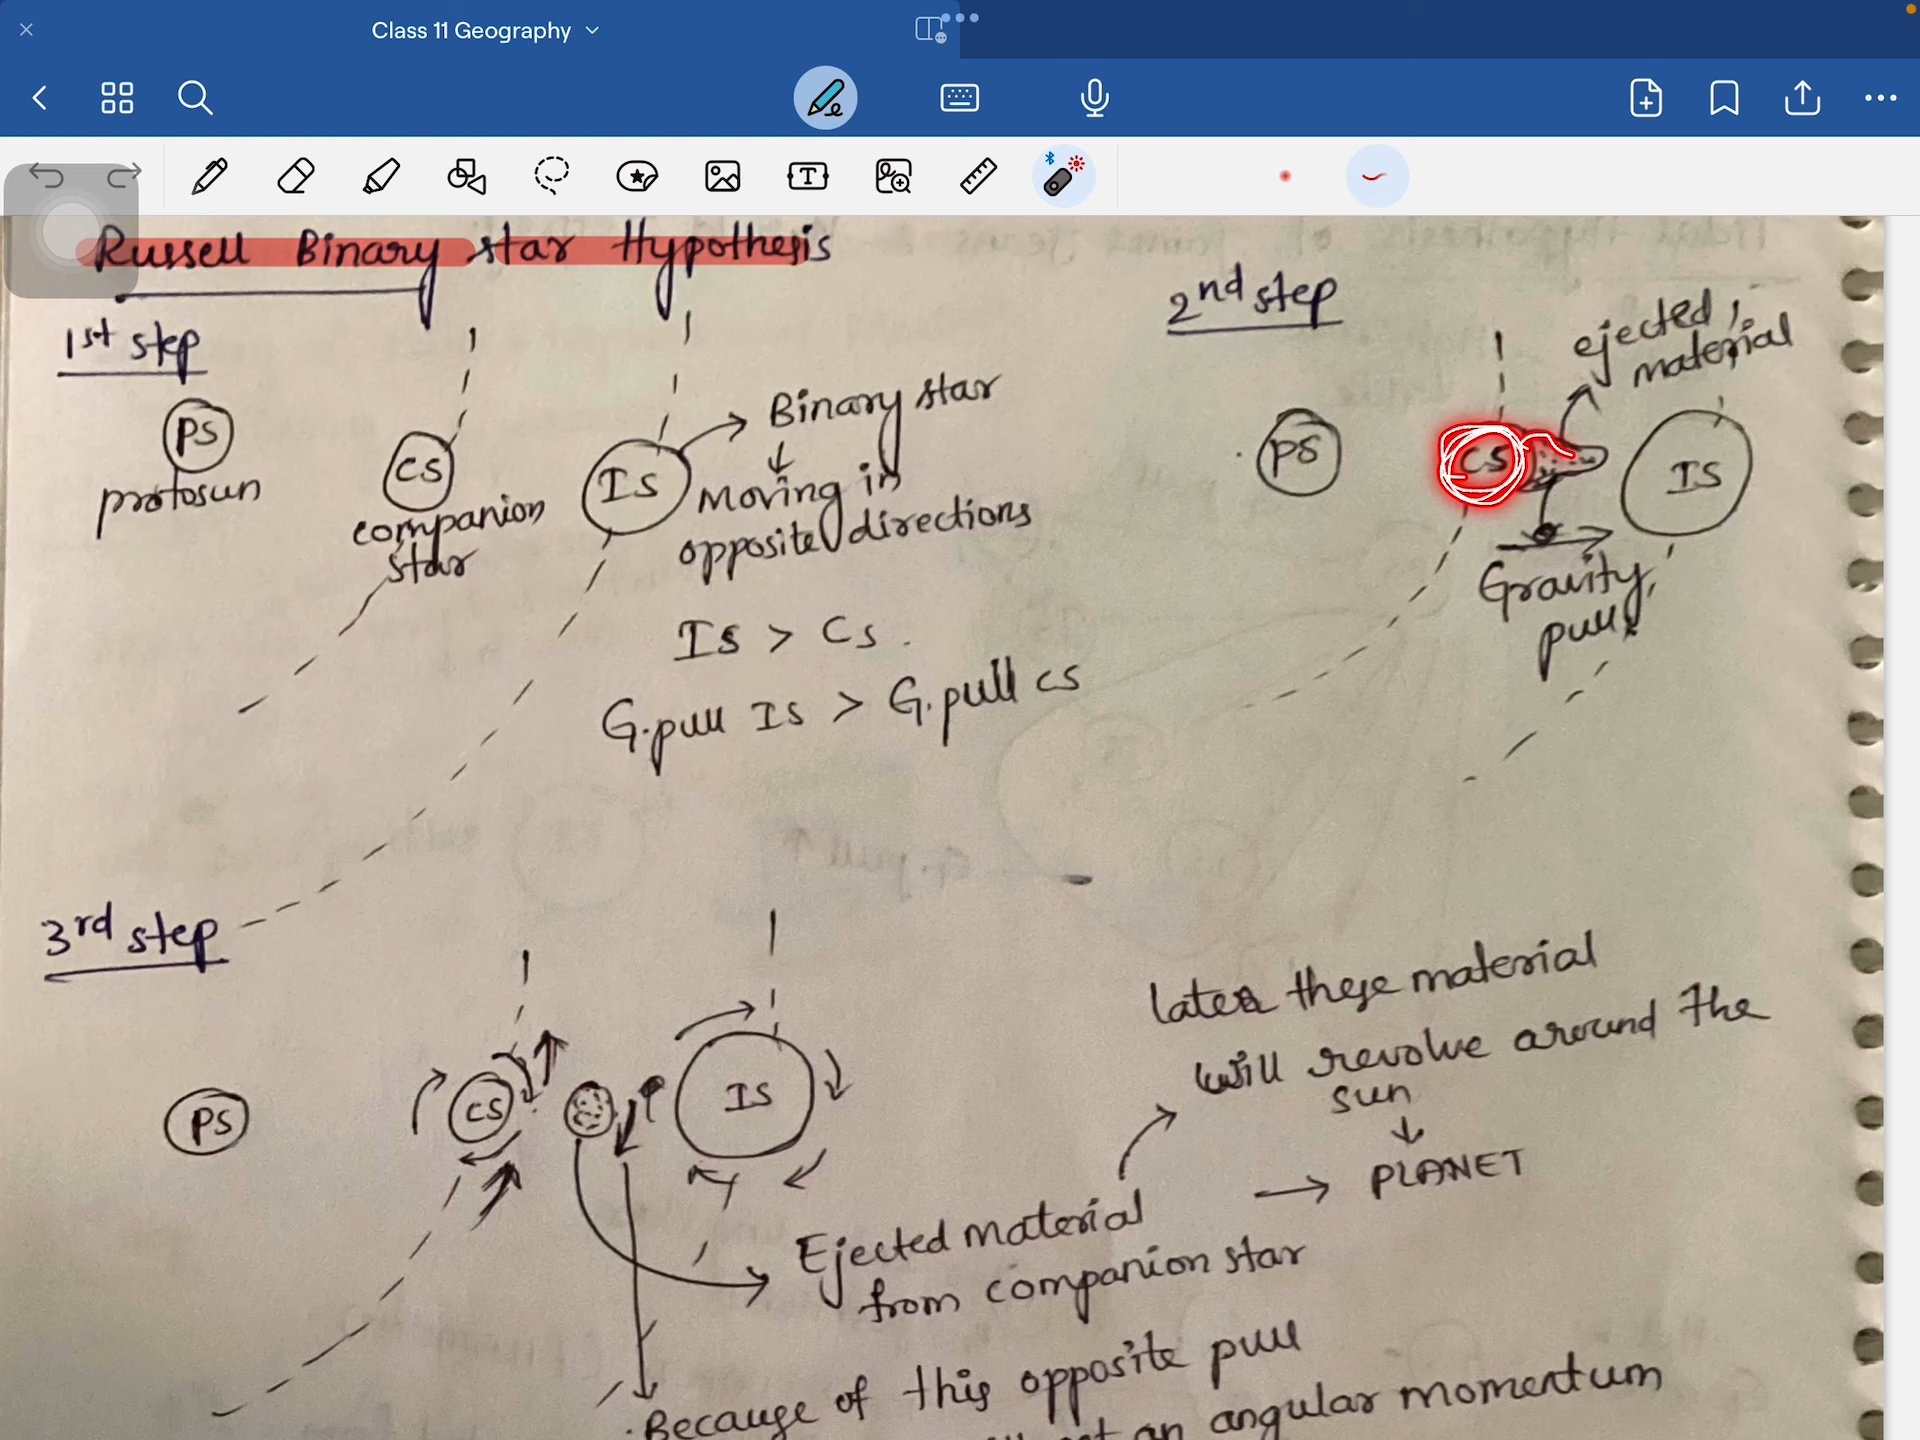 Class 11 Geography
Russell Binary star Hypothesis
1st step
PS
protosun
CS
companion
star
IS
Binary star
Moving in
opposite directions
IS > CS.
G.pull IS > G.pull CS
2nd step
PS
CS
ejected
material
IS
Gravity
pull
3rd step
PS
CS
IS
later these material
will revolve around the
sun
PLANET
Ejected material
from companion star
Because of this opposite pull
an angular momentum